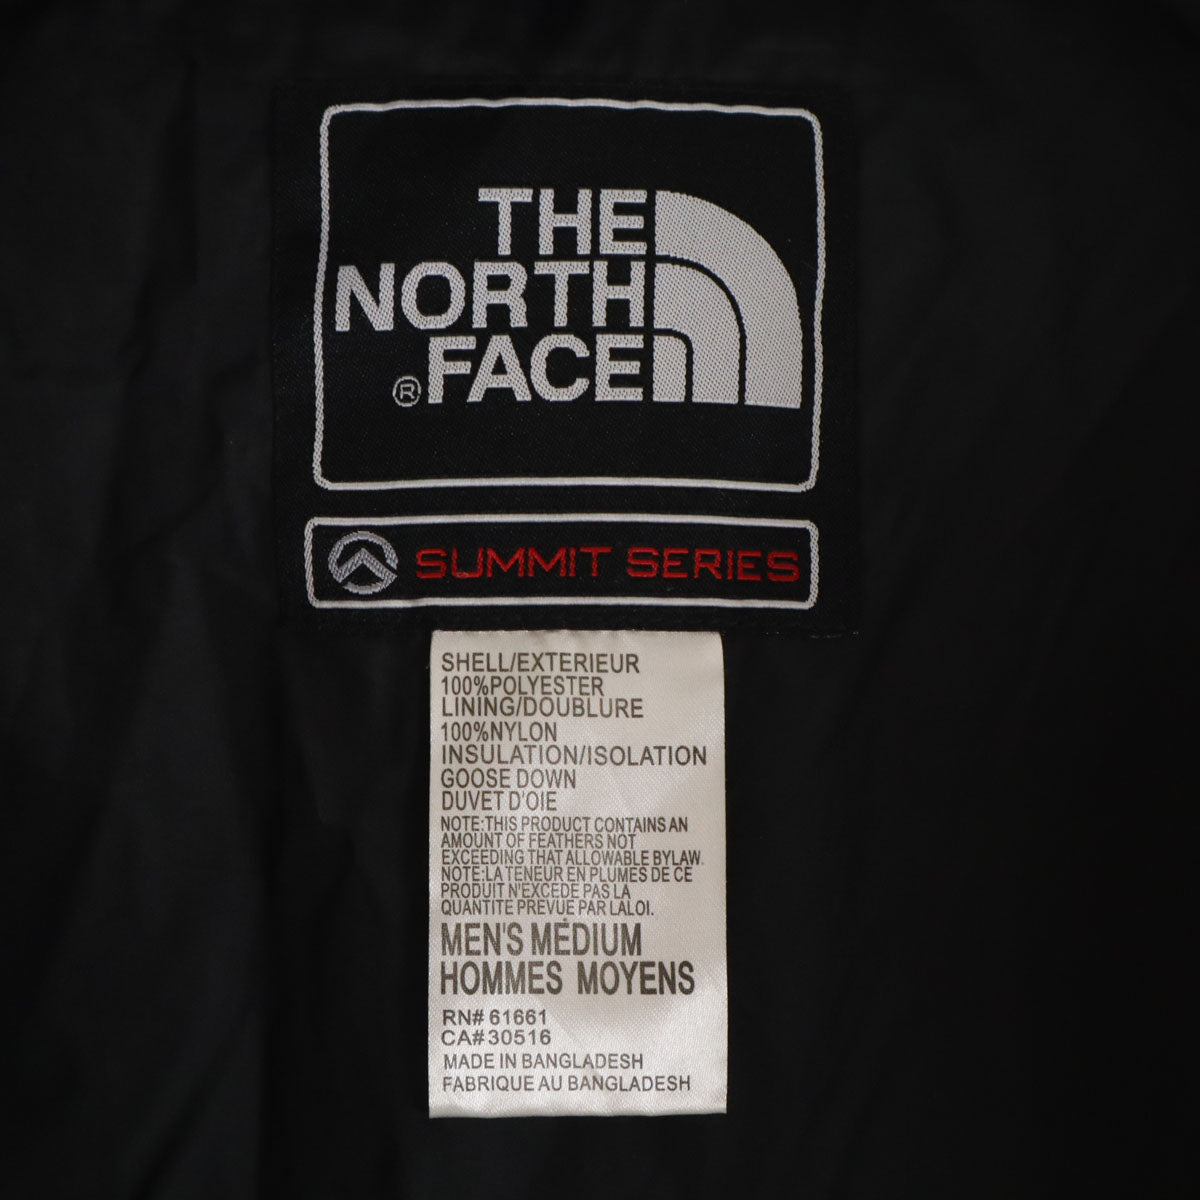 THE
NORTH
® FACE
SUMMIT SERIES
SHELL/EXTERIEUR
100%POLYESTER
LINING/DOUBLURE
100%NYLON
INSULATION/ISOLATION
GOOSE DOWN
DUVET D'OIE
NOTE:THIS PRODUCT CONTAINS AN
AMOUNT OF FEATHERS NOT
EXCEEDING THAT ALLOWABLE BYLAW.
NOTE:LA TENEUR EN PLUMES DE CE
PRODUIT N'EXCEDE PAS LA
QUANTITE PREVUE PAR LALOI.
MEN'S MÉDIUM
HOMMES MOYENS
RN# 61661
CA# 30516
MADE IN BANGLADESH
FABRIQUE AU BANGLADESH